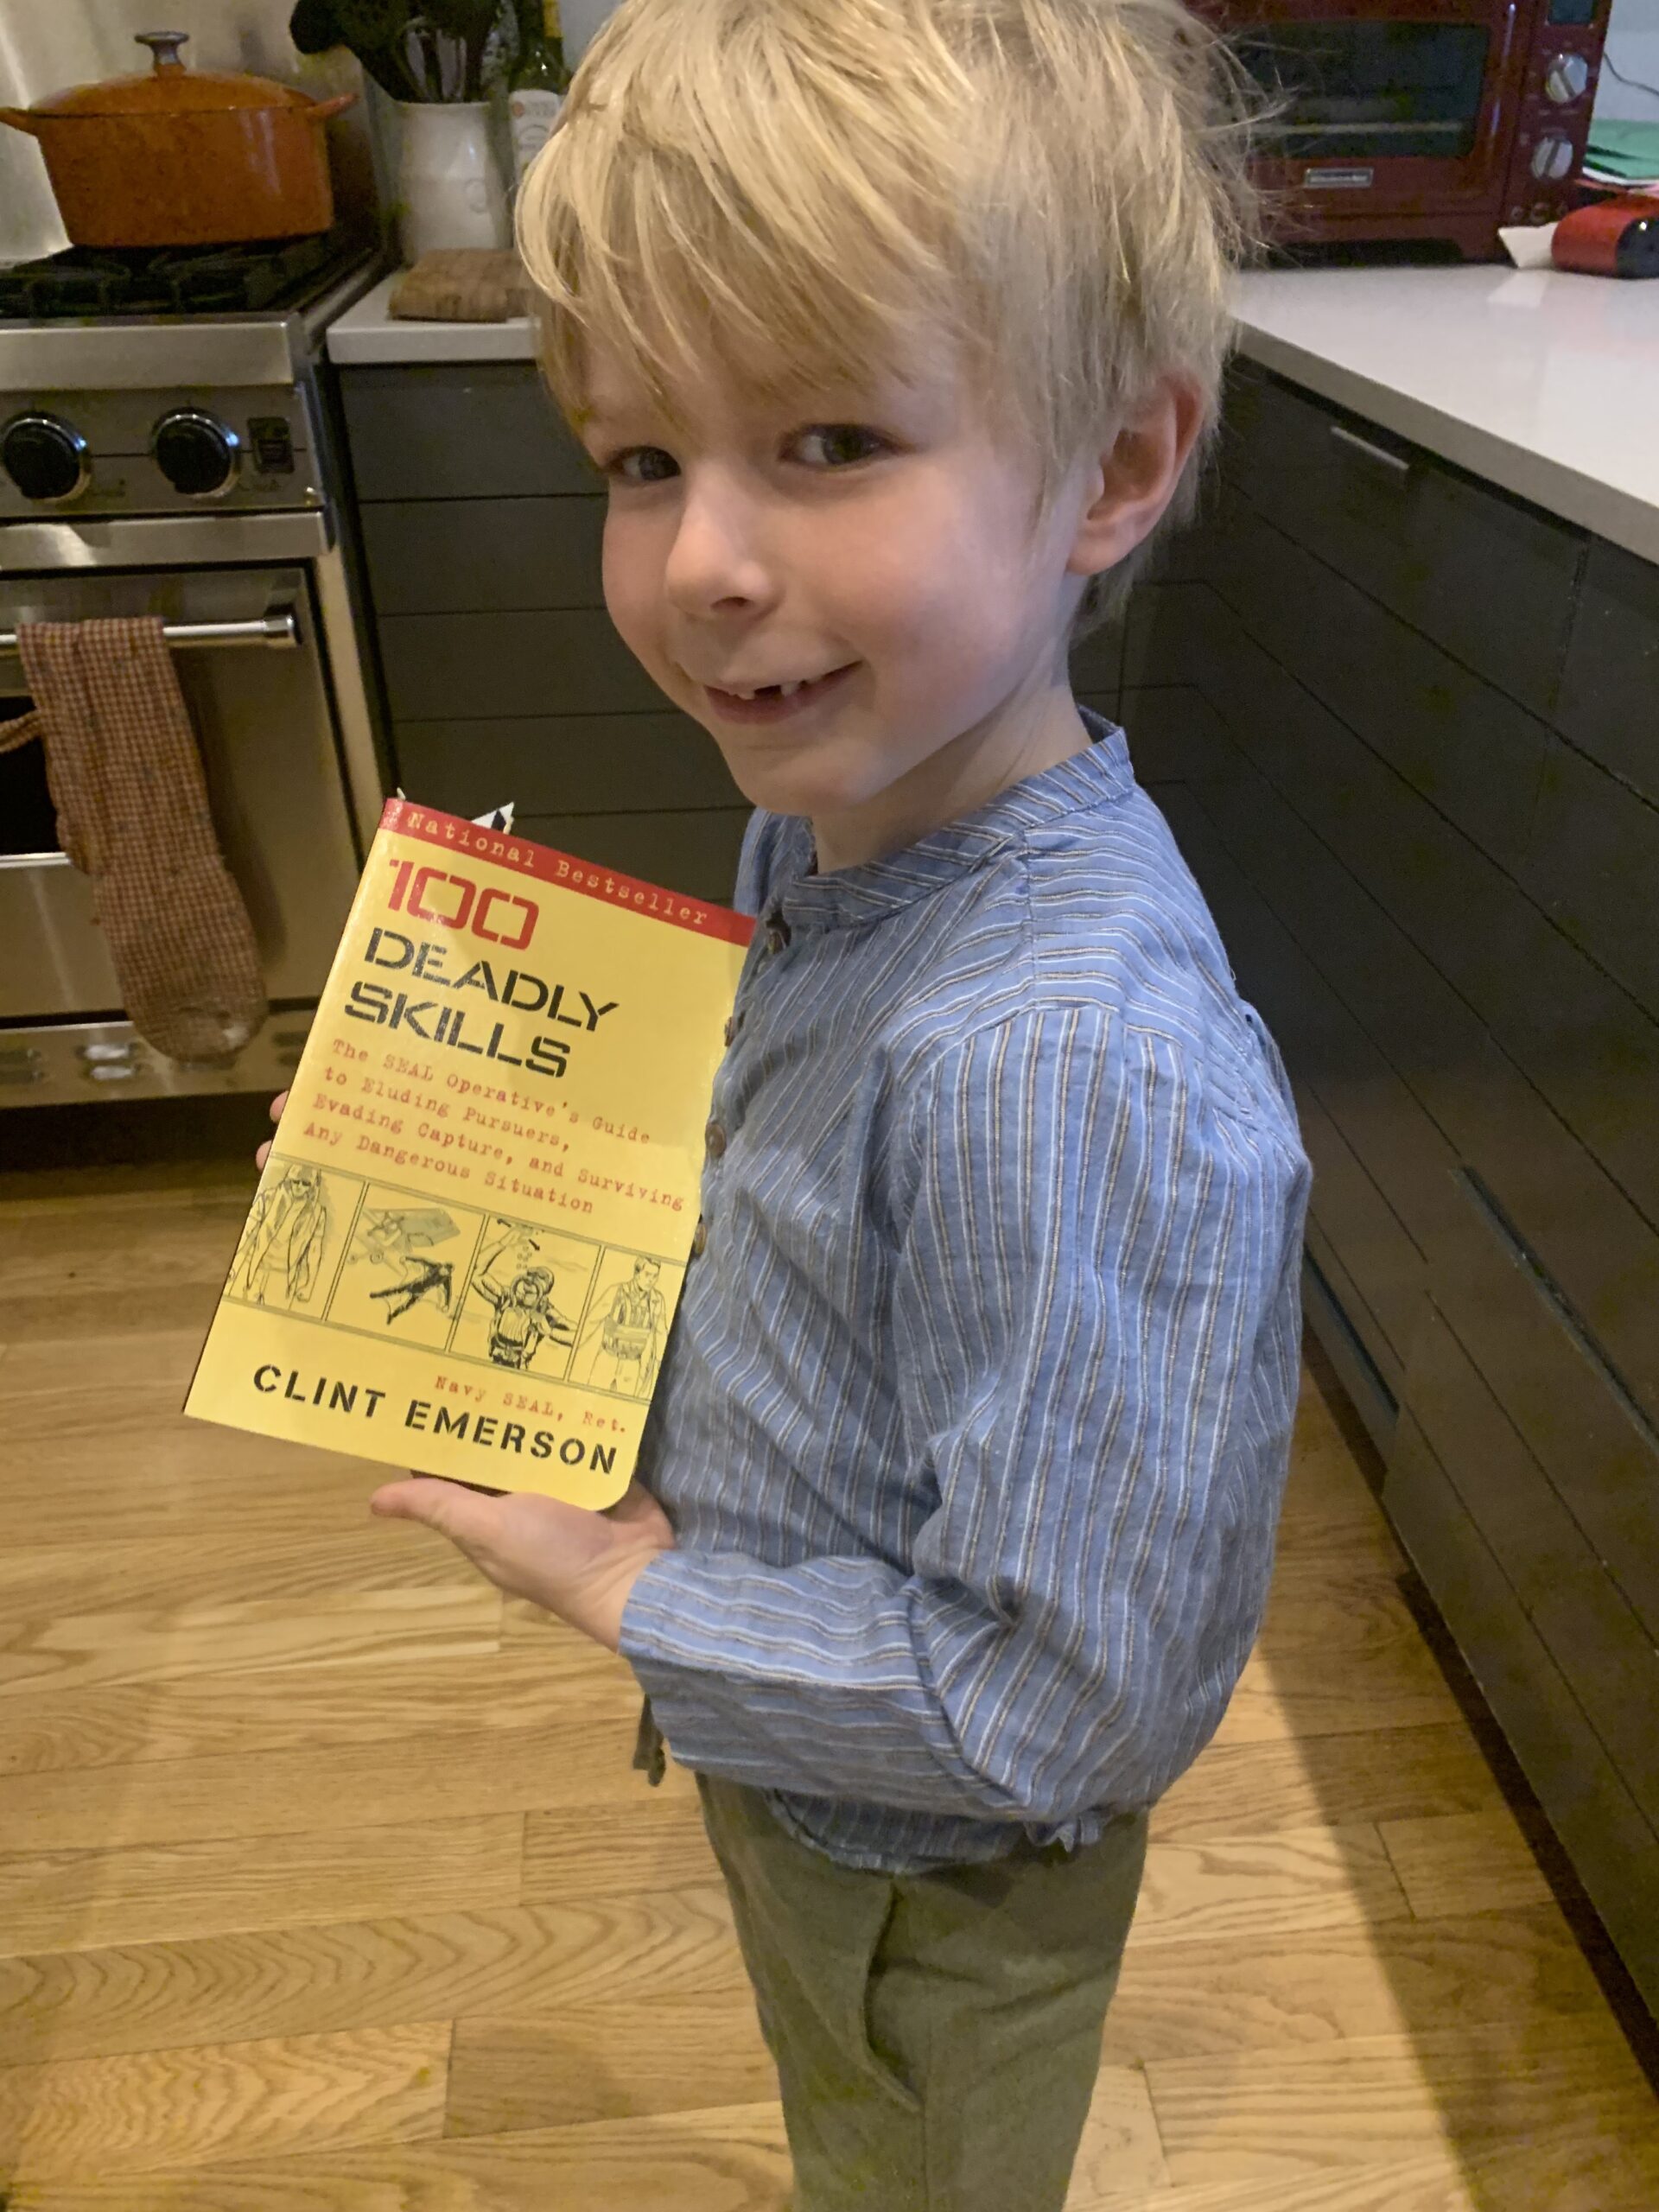 National Bestseller
100
DEADLY
SKILLS
The SEAL Operative's Guide
to Eluding Pursuers,
Evading Capture, and Surviving
Any Dangerous Situation
Navy SEAL, Ret.
CLINT EMERSON